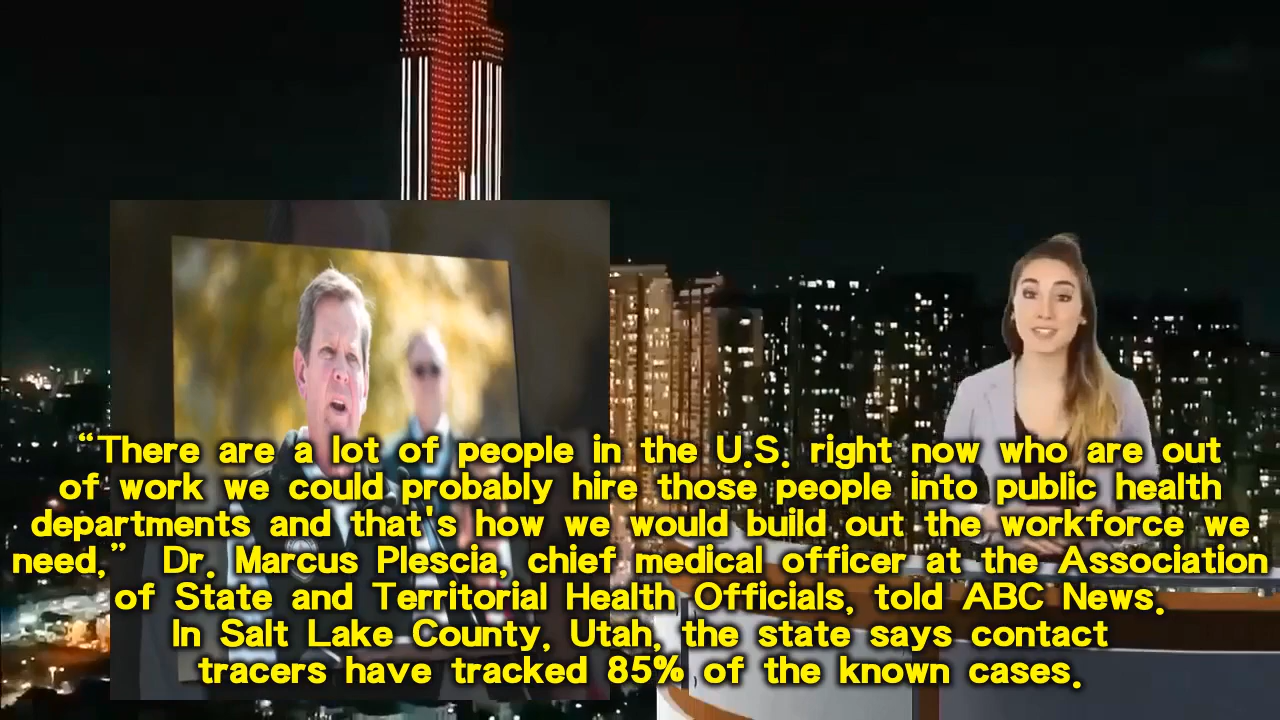 “There are a lot of people in the U.S. right now who are out
of work we could probably hire those people into public health
departments and that's how we would build out the workforce we
need,” Dr. Marcus Plescia, chief medical officer at the Association
of State and Territorial Health Officials, told ABC News.
In Salt Lake County, Utah, the state says contact
tracers have tracked 85% of the known cases.